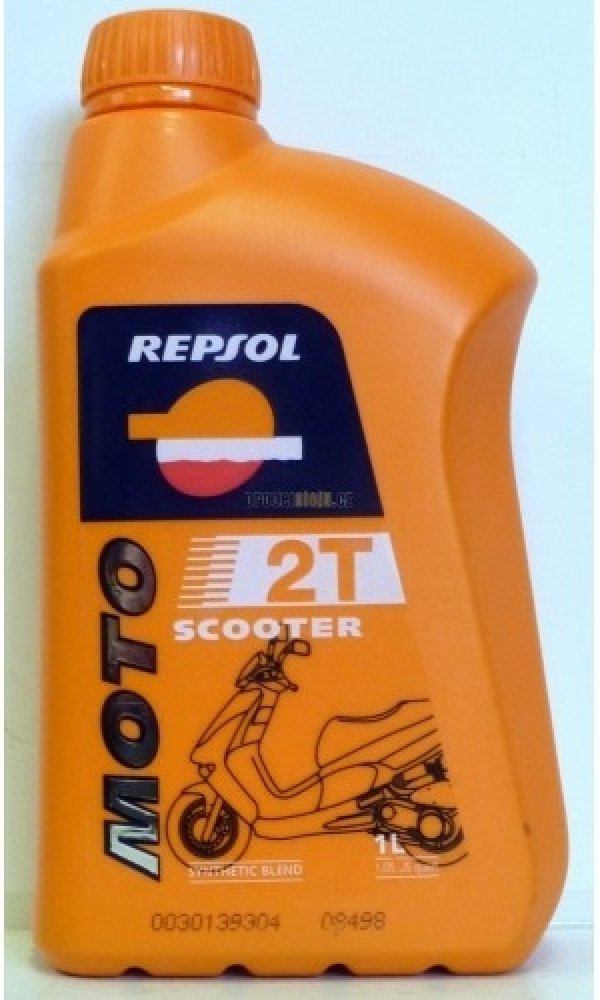 REPSOL
2T
SCOOTER
MOTO
1L
SYNTHETIC BLEND
0030139304 08498